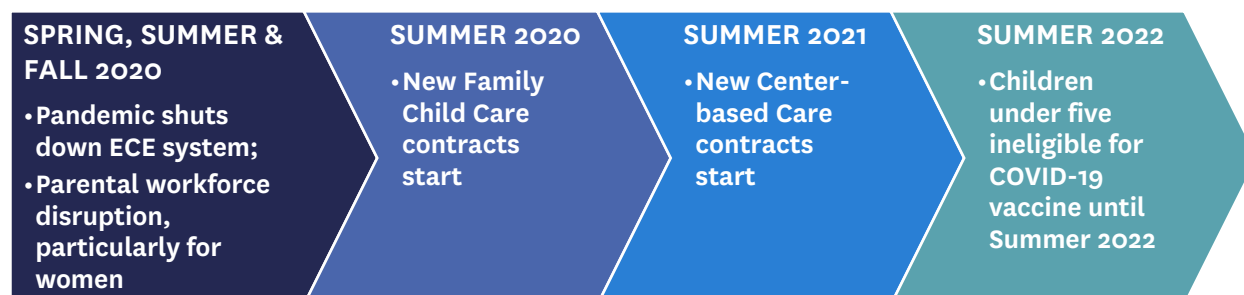 SPRING, SUMMER &
FALL 2020
•Pandemic shuts
down ECE system;
•Parental workforce
disruption,
particularly for
women
SUMMER 2020
•New Family
Child Care
contracts
start
SUMMER 2021
•New Center-
based Care
contracts
start
SUMMER 2022
•Children
under five
ineligible for
COVID-19
vaccine until
Summer 2022